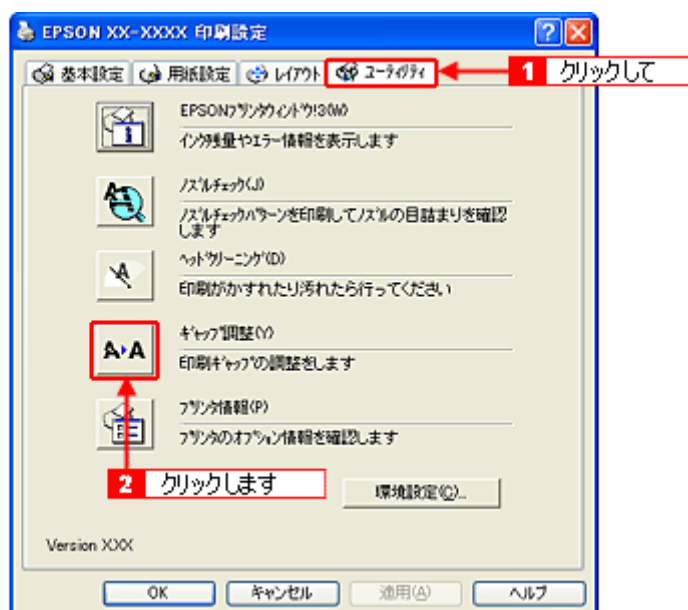 EPSON XX-XXXX 印刷設定
基本設定 用紙設定 レイアウト ユーティリティ
1 クリックして
EPSONプリンタウィンドウ!3(W)
インク残量やエラー情報を表示します
ノズルチェック(J)
ノズルチェックパターンを印刷してノズルの目詰まりを確認
します
ヘッドクリーニング(D)
印刷がかすれたり汚れたら行ってください
ギャップ調整(Y)
A A
印刷ギャップの調整をします
プリンタ情報(P)
プリンタのオプション情報を確認します
2 クリックします
環境設定(C)...
Version XXX
OK キャンセル 適用(A) ヘルプ